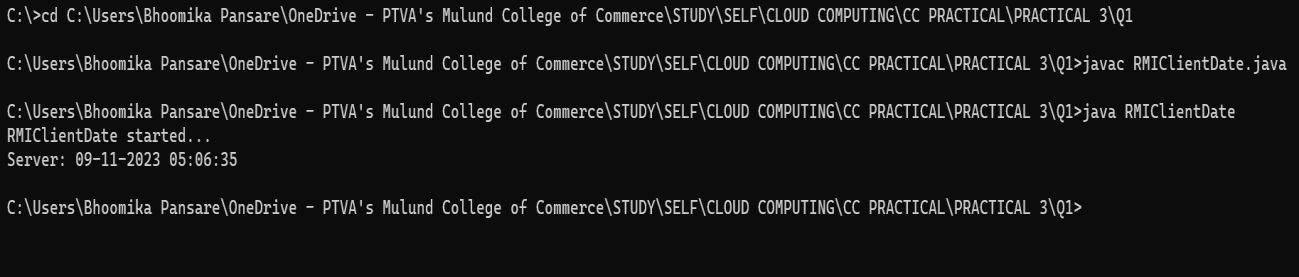 C:\>cd C:\Users\Bhoomika Pansare\OneDrive - PTVA's Mulund College of Commerce\STUDY\SELF\CLOUD COMPUTING\CC PRACTICAL\PRACTICAL 3\Q1
C:\Users\Bhoomika Pansare\OneDrive - PTVA's Mulund College of Commerce\STUDY\SELF\CLOUD COMPUTING\CC PRACTICAL\PRACTICAL 3\Q1>javac RMIClientDate.java
C:\Users\Bhoomika Pansare\OneDrive - PTVA's Mulund College of Commerce\STUDY\SELF\CLOUD COMPUTING\CC PRACTICAL\PRACTICAL 3\Q1>java RMIClientDate
RMIClientDate started...
Server: 09-11-2023 05:06:35
C:\Users\Bhoomika Pansare\OneDrive - PTVA's Mulund College of Commerce\STUDY\SELF\CLOUD COMPUTING\CC PRACTICAL\PRACTICAL 3\Q1>